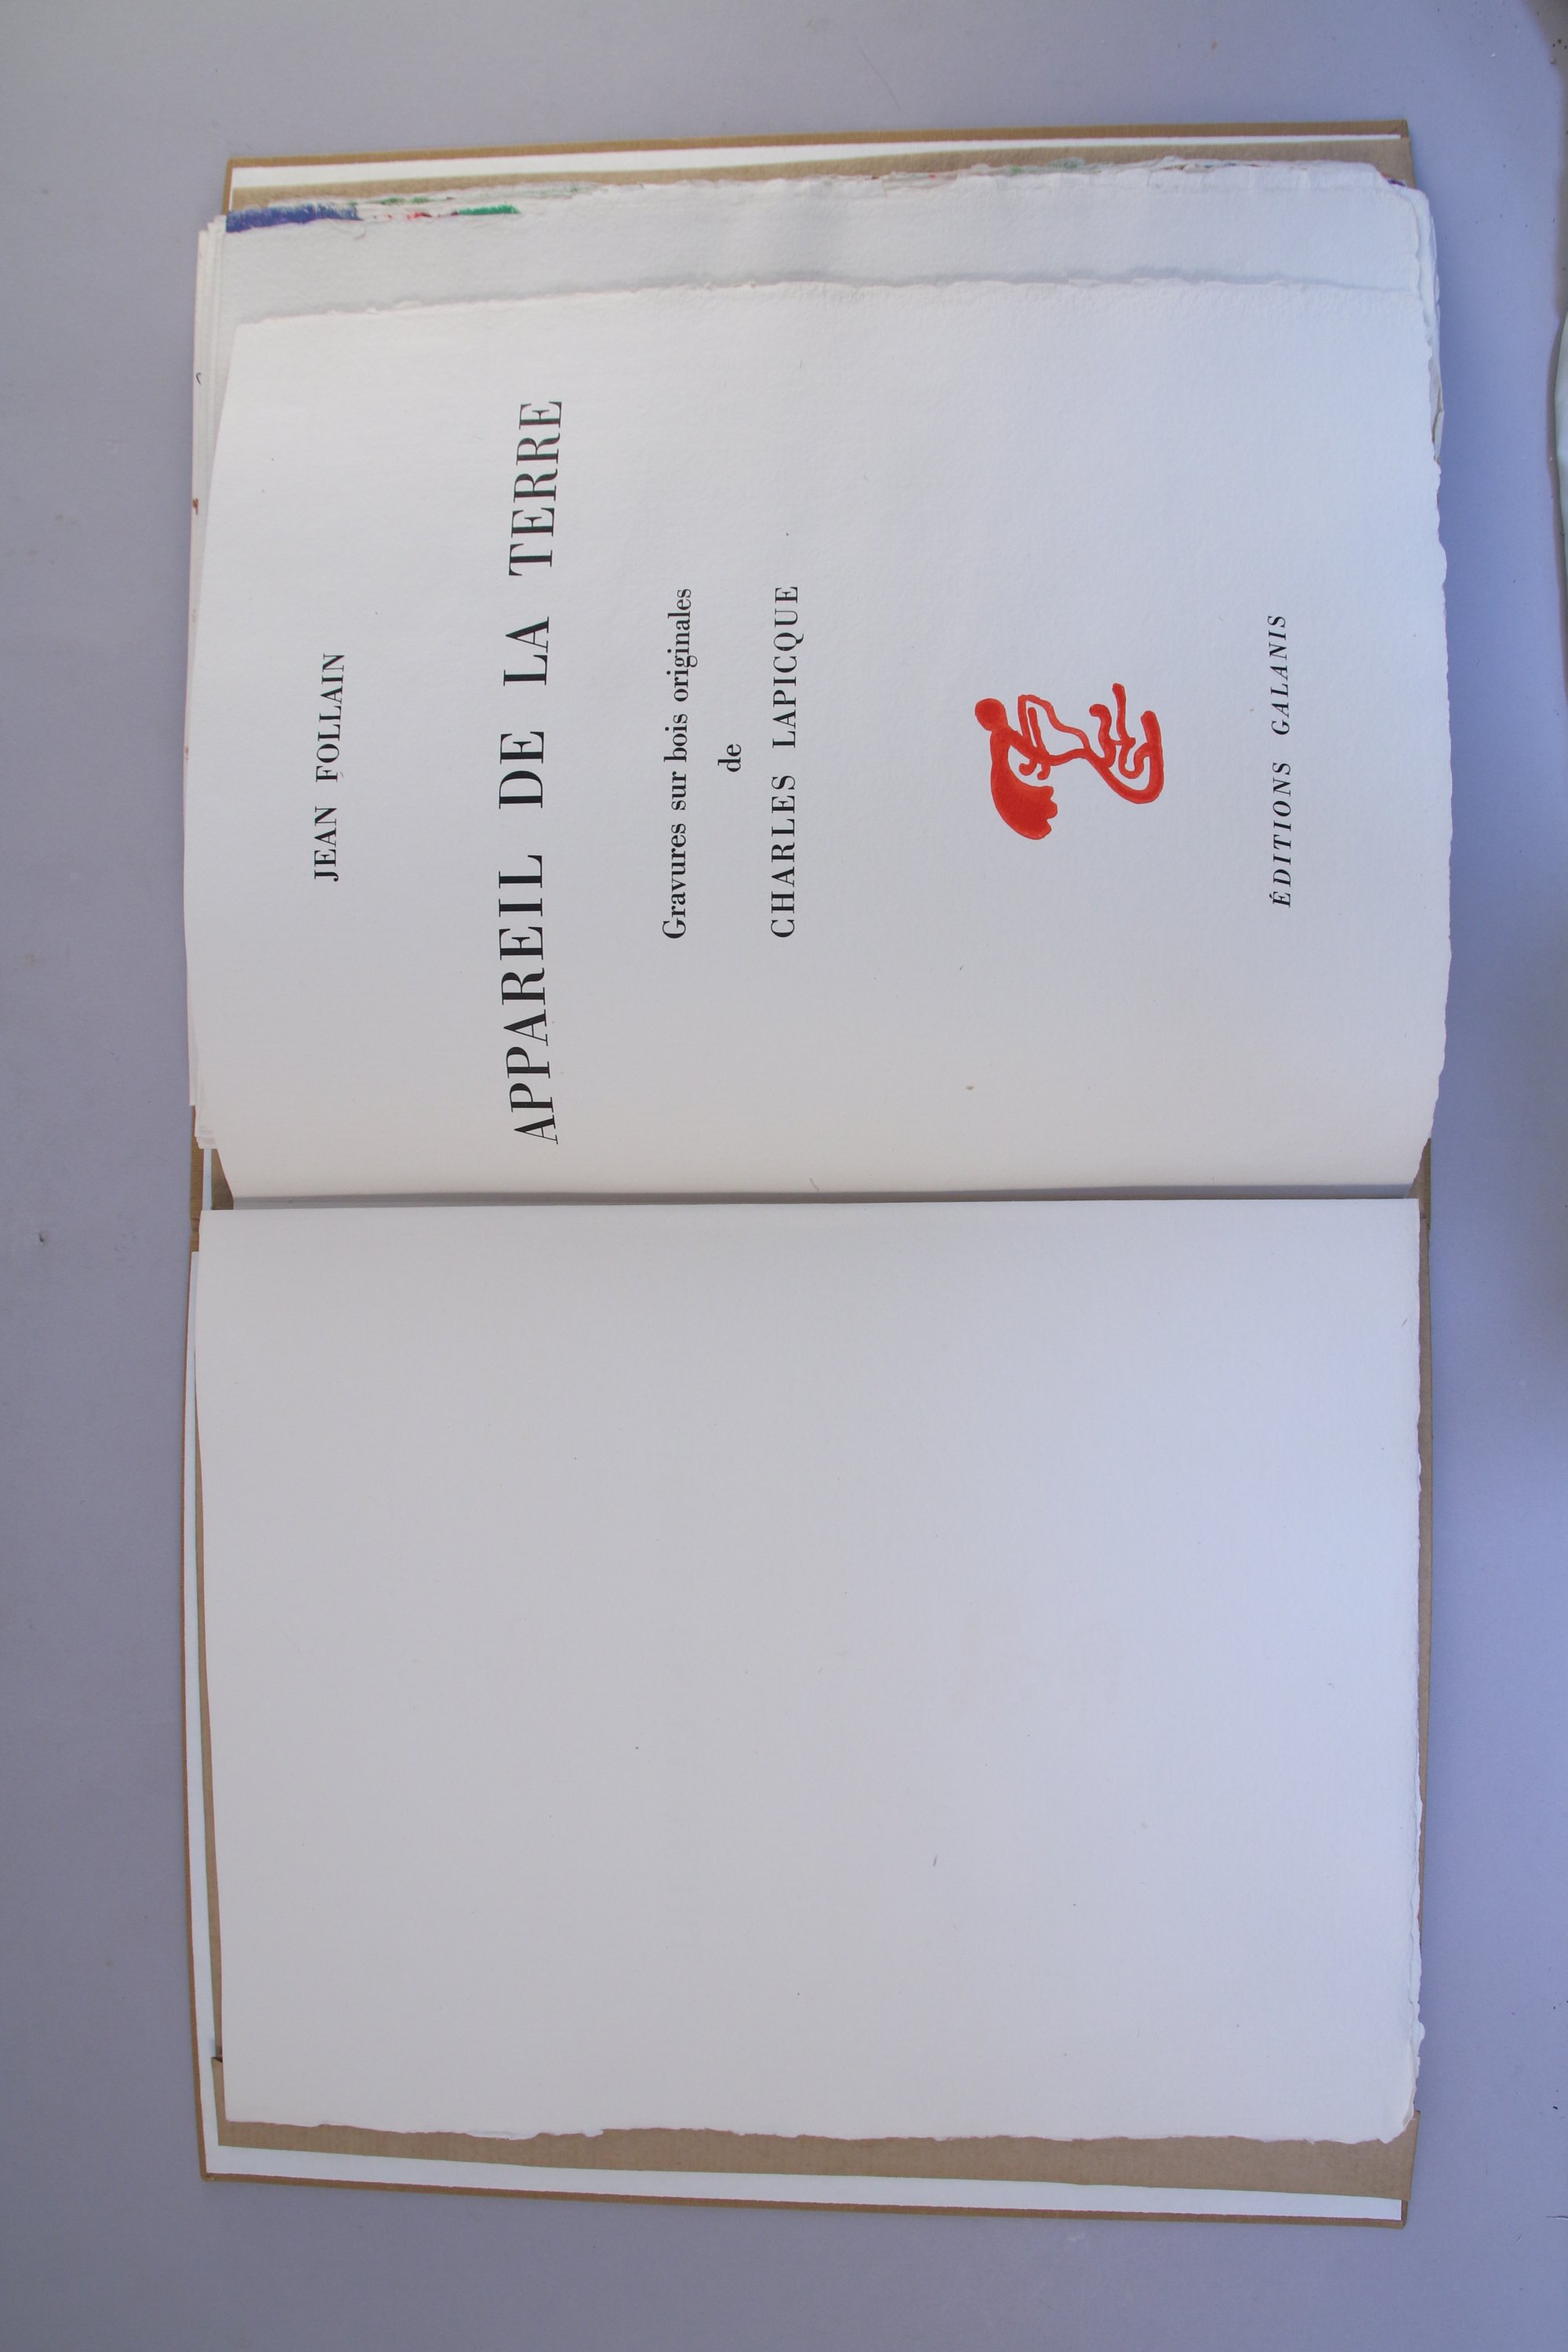 JEAN FOLLAIN
APPAREIL DE LA TERRE
Gravures sur bois originales
de
CHARLES LAPICQUE
ÉDITIONS GALANIS